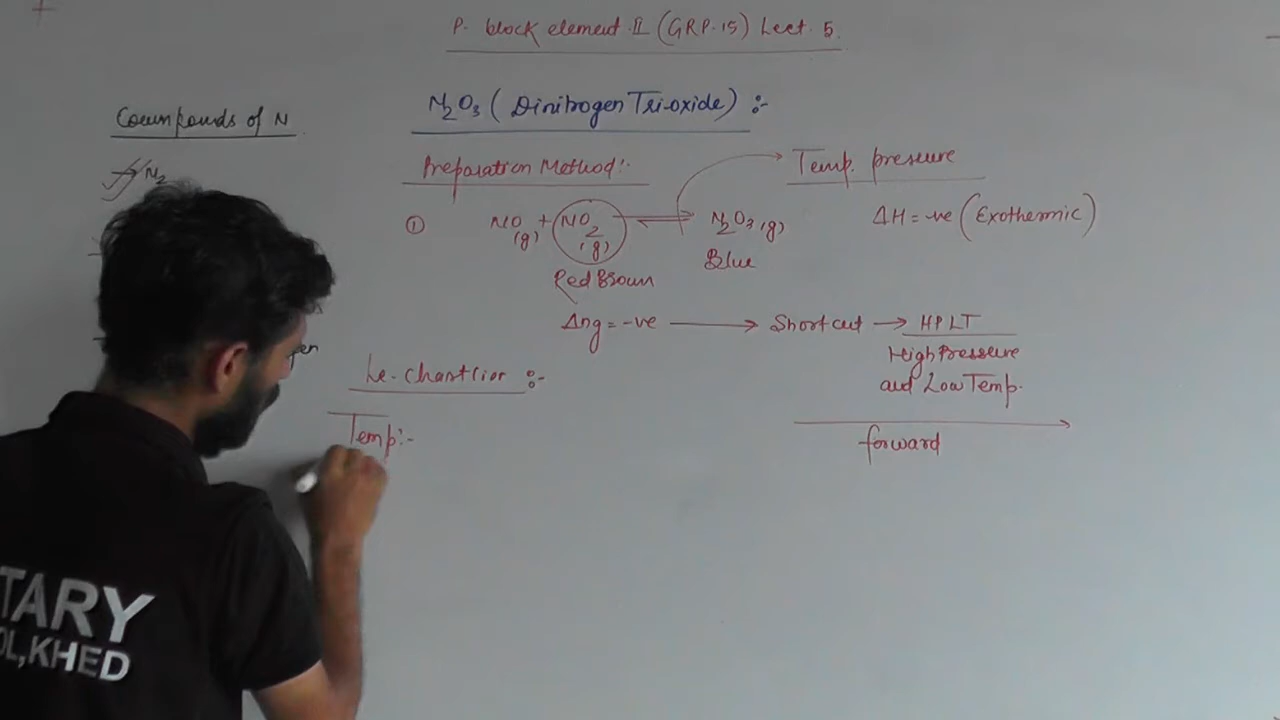 P. block element II (GRP.15) Lect. 5.
N2O3 (Dinitrogen Tri-oxide) :-
Compounds of N
Preparation Method:-
Temp. pressure
N2
① NO (g) + NO2 (g) ⇌ N2O3 (g)
ΔH = -ve (Exothermic)
Red Brown
Blue
Δng = -ve → Short cut → HPLT
High Pressure
and Low Temp.
Le-Chantlior :-
Temp:-
forward
TARY
OL, KHED